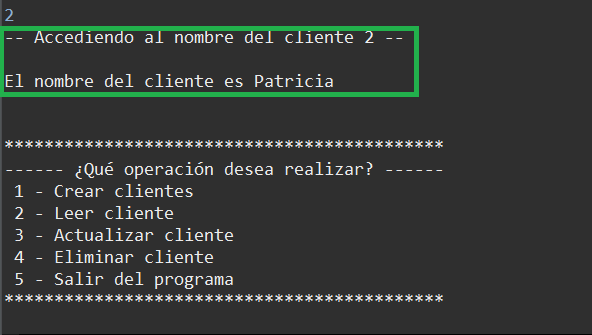 2
-- Accediendo al nombre del cliente 2 --
El nombre del cliente es Patricia
********************************************
------ ¿Qué operación desea realizar? ------
1 - Crear clientes
2 - Leer cliente
3 - Actualizar cliente
4 - Eliminar cliente
5 - Salir del programa
********************************************